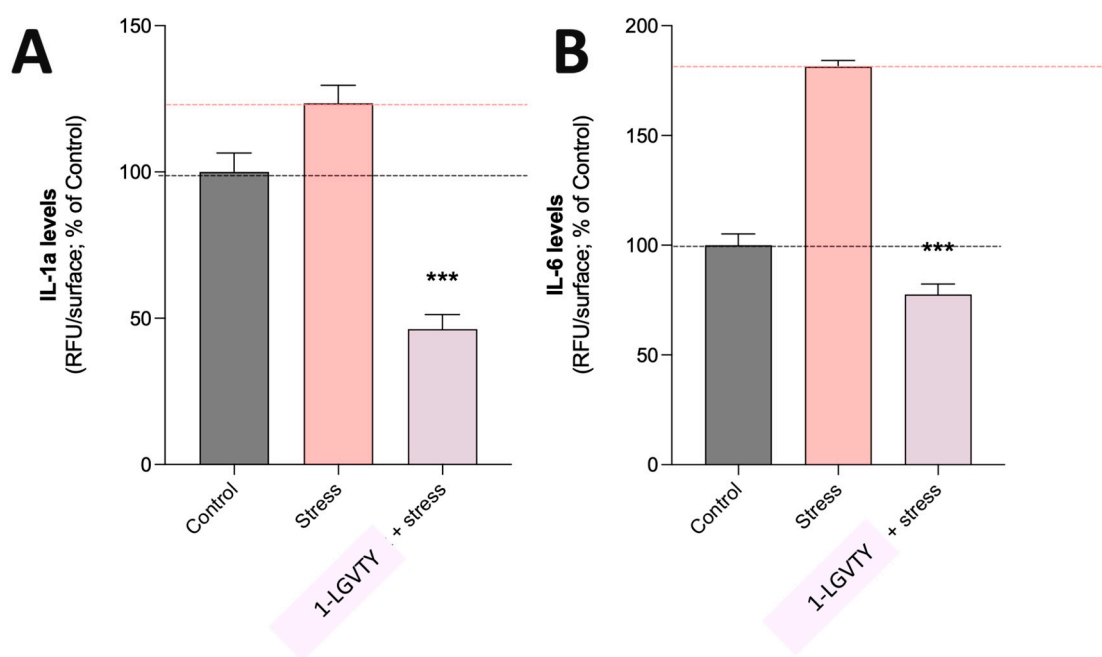 A
IL-1a levels
(RFU/surface; % of Control)
150
100
50
0
***
Control
Stress
1-LGVTY + stress
B
IL-6 levels
(RFU/surface; % of Control)
200
150
100
50
0
***
Control
Stress
1-LGVTY + stress